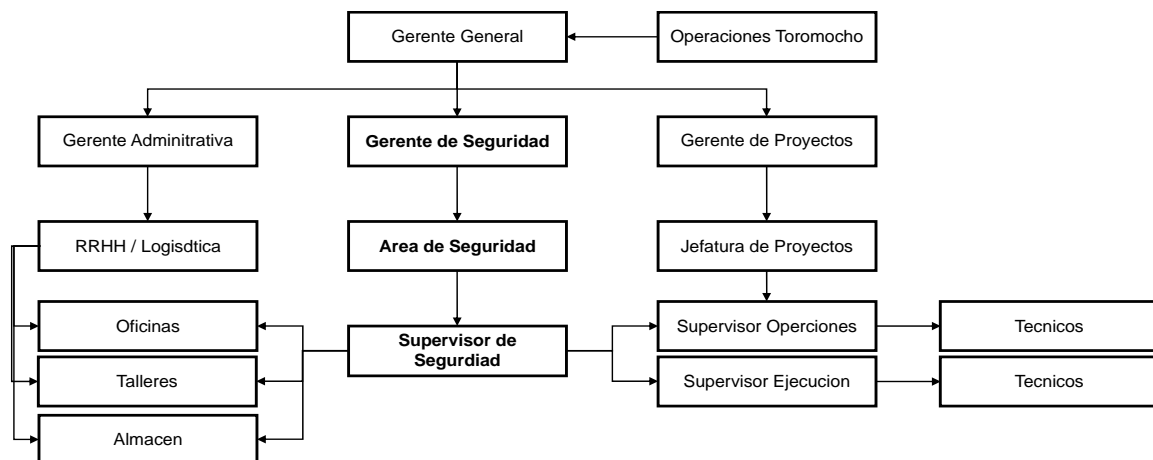 Gerente General
Operaciones Toromocho
Gerente Adminitrativa
Gerente de Seguridad
Gerente de Proyectos
RRHH / Logisdtica
Area de Seguridad
Jefatura de Proyectos
Oficinas
Supervisor de
Segurdiad
Supervisor Operciones
Tecnicos
Talleres
Supervisor Ejecucion
Tecnicos
Almacen